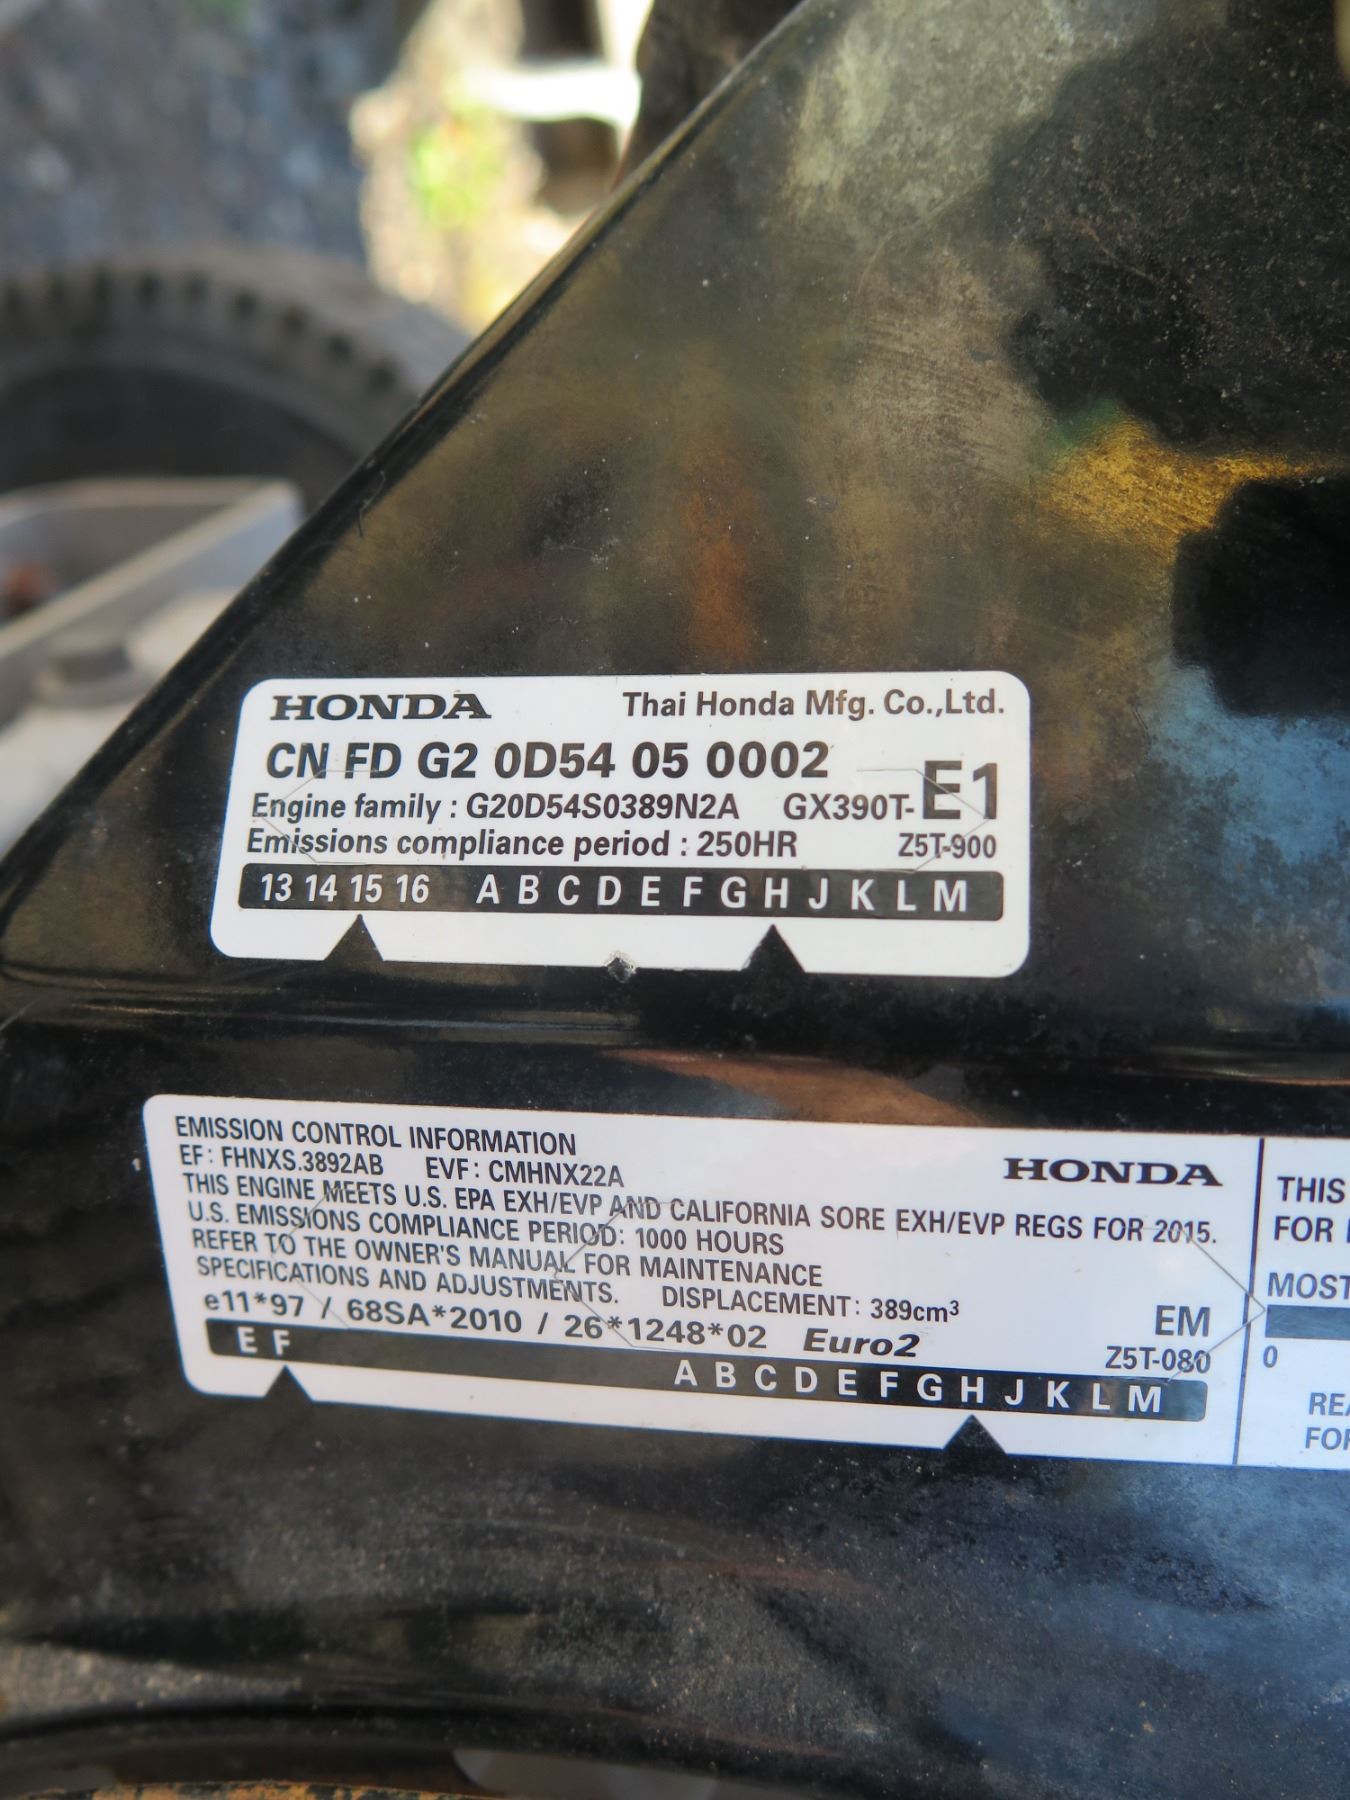 HONDA Thai Honda Mfg. Co.,Ltd.
CN FD G2 0D54 05 0002
Engine family : G20D54S0389N2A GX390T-E1
Emissions compliance period : 250HR Z5T-900
13 14 15 16 A B C D E F G H J K L M
EMISSION CONTROL INFORMATION
EF: FHNXS.3892AB EVF: CMHNX22A HONDA
THIS ENGINE MEETS U.S. EPA EXH/EVP AND CALIFORNIA SORE EXH/EVP REGS FOR 2015.
U.S. EMISSIONS COMPLIANCE PERIOD: 1000 HOURS
REFER TO THE OWNER'S MANUAL FOR MAINTENANCE
SPECIFICATIONS AND ADJUSTMENTS. DISPLACEMENT: 389cm³ EM
e11*97 / 68SA*2010 / 26*1248*02 Euro2 Z5T-080
E F A B C D E F G H J K L M
THIS
FOR
MOST
0